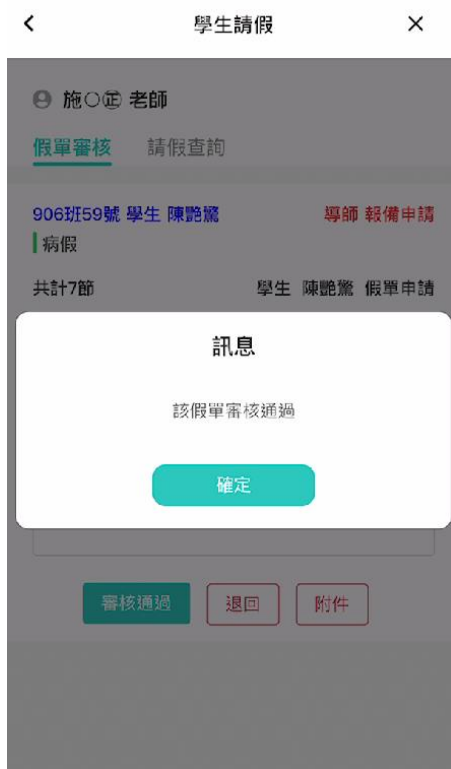 學生請假
施○㊣ 老師
假單審核 請假查詢
906班59號 學生 陳艷驚 導師 報備申請
病假
共計7節 學生 陳艷驚 假單申請
訊息
該假單審核通過
確定
審核通過 退回 附件